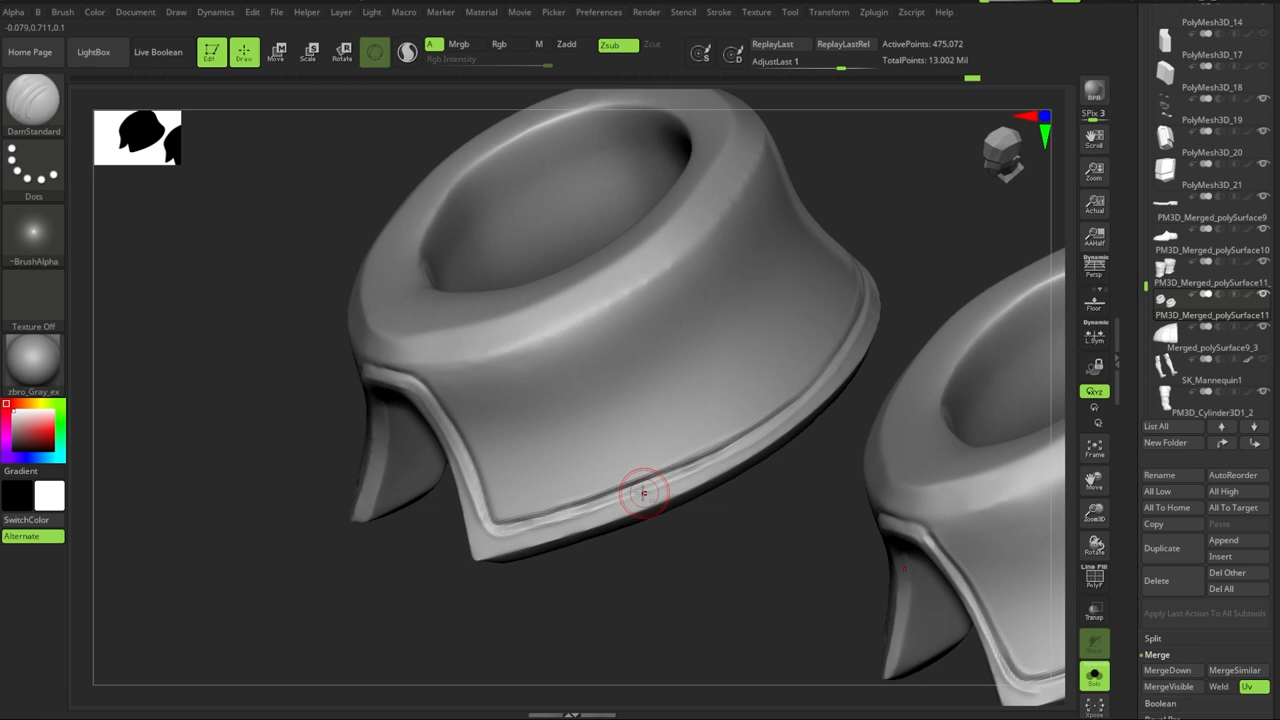 Alpha B Brush Color Document Draw Dynamics Edit File Helper Layer Light Macro Marker Material Movie Picker Preferences Render Stencil Stroke Texture Tool Transform Zplugin Zscript Help
-0.079,0.711,0.1
Home Page LightBox Live Boolean Edit Draw Move Scale Rotate A Mrgb Rgb M Zadd Zsub Zcut
Rgb Intensity
S D
ReplayLast ReplayLastRel ActivePoints: 475,072
AdjustLast 1 TotalPoints: 13.002 Mil
DamStandard
Dots
~BrushAlpha
Texture Off
zbro_Gray_ex
Gradient
SwitchColor
Alternate
BPR
SPix 3
Scroll
Zoom
Actual
AAHalf
Dynamic
Persp
Floor
Dynamic
L.Sym
XYZ
Frame
Move
Zoom3D
Rotate
Line Fill
PolyF
Transp
Ghost
Solo
Xpose
PolyMesh3D_14
PolyMesh3D_17
PolyMesh3D_18
PolyMesh3D_19
PolyMesh3D_20
PolyMesh3D_21
PM3D_Merged_polySurface9
PM3D_Merged_polySurface10
PM3D_Merged_polySurface11_
PM3D_Merged_polySurface11
Merged_polySurface9_3
SK_Mannequin1
PM3D_Cylinder3D1_2
List All
New Folder
Rename AutoReorder
All Low All High
All To Home All To Target
Copy Paste
Duplicate Append
Insert
Delete Del Other
Del All
Apply Last Action To All Subtools
Split
Merge
MergeDown MergeSimilar
MergeVisible Weld Uv
Boolean